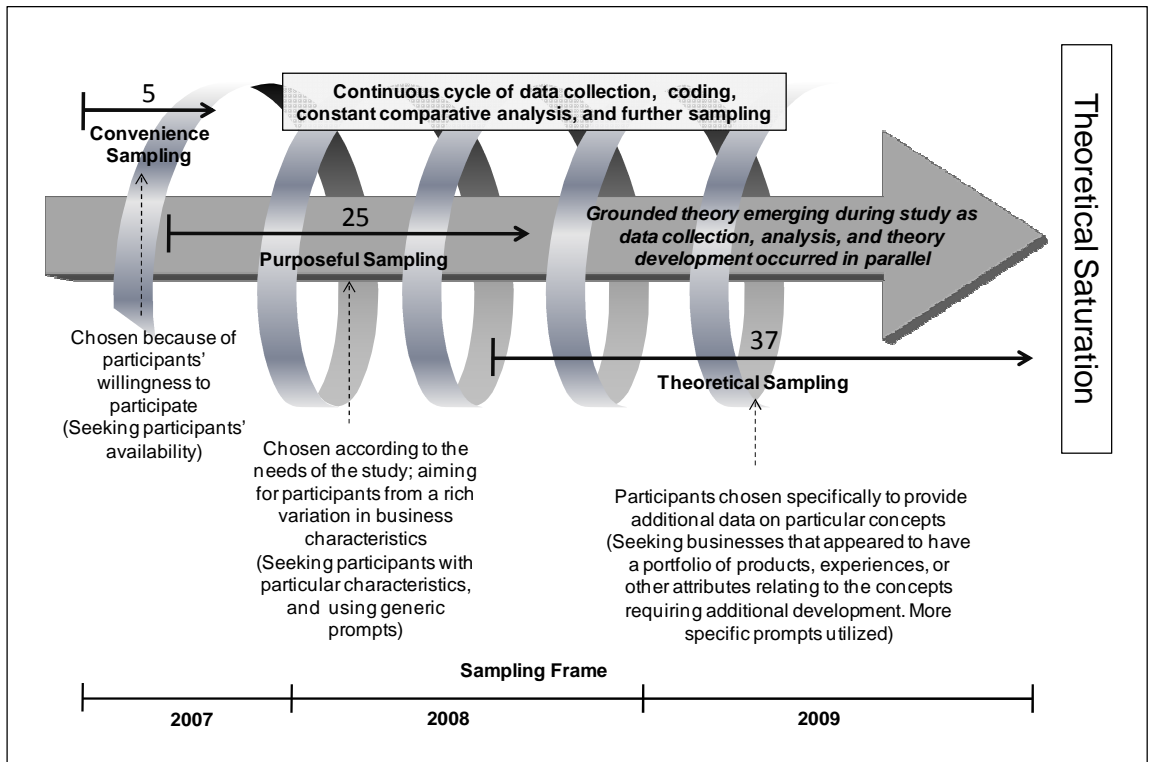 5
Convenience
Sampling
Continuous cycle of data collection, coding,
constant comparative analysis, and further sampling
25
Purposeful Sampling
Grounded theory emerging during study as
data collection, analysis, and theory
development occurred in parallel
Theoretical Saturation
37
Theoretical Sampling
Chosen because of
participants'
willingness to
participate
(Seeking participants'
availability)
Chosen according to the
needs of the study; aiming
for participants from a rich
variation in business
characteristics
(Seeking participants with
particular characteristics,
and using generic
prompts)
Participants chosen specifically to provide
additional data on particular concepts
(Seeking businesses that appeared to have
a portfolio of products, experiences, or
other attributes relating to the concepts
requiring additional development. More
specific prompts utilized)
Sampling Frame
2007
2008
2009